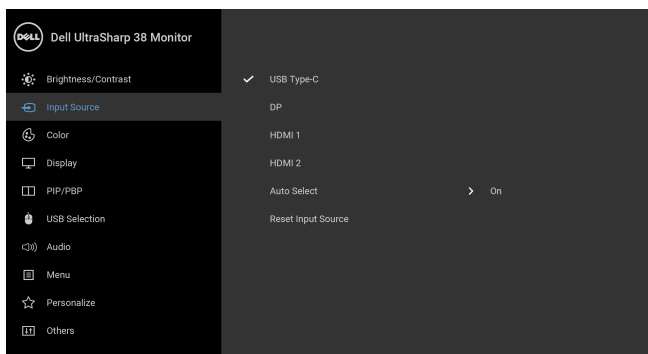 DELL Dell UltraSharp 38 Monitor
Brightness/Contrast
USB Type-C
Input Source
DP
Color
HDMI 1
Display
HDMI 2
PIP/PBP
Auto Select On
USB Selection
Reset Input Source
Audio
Menu
Personalize
Others